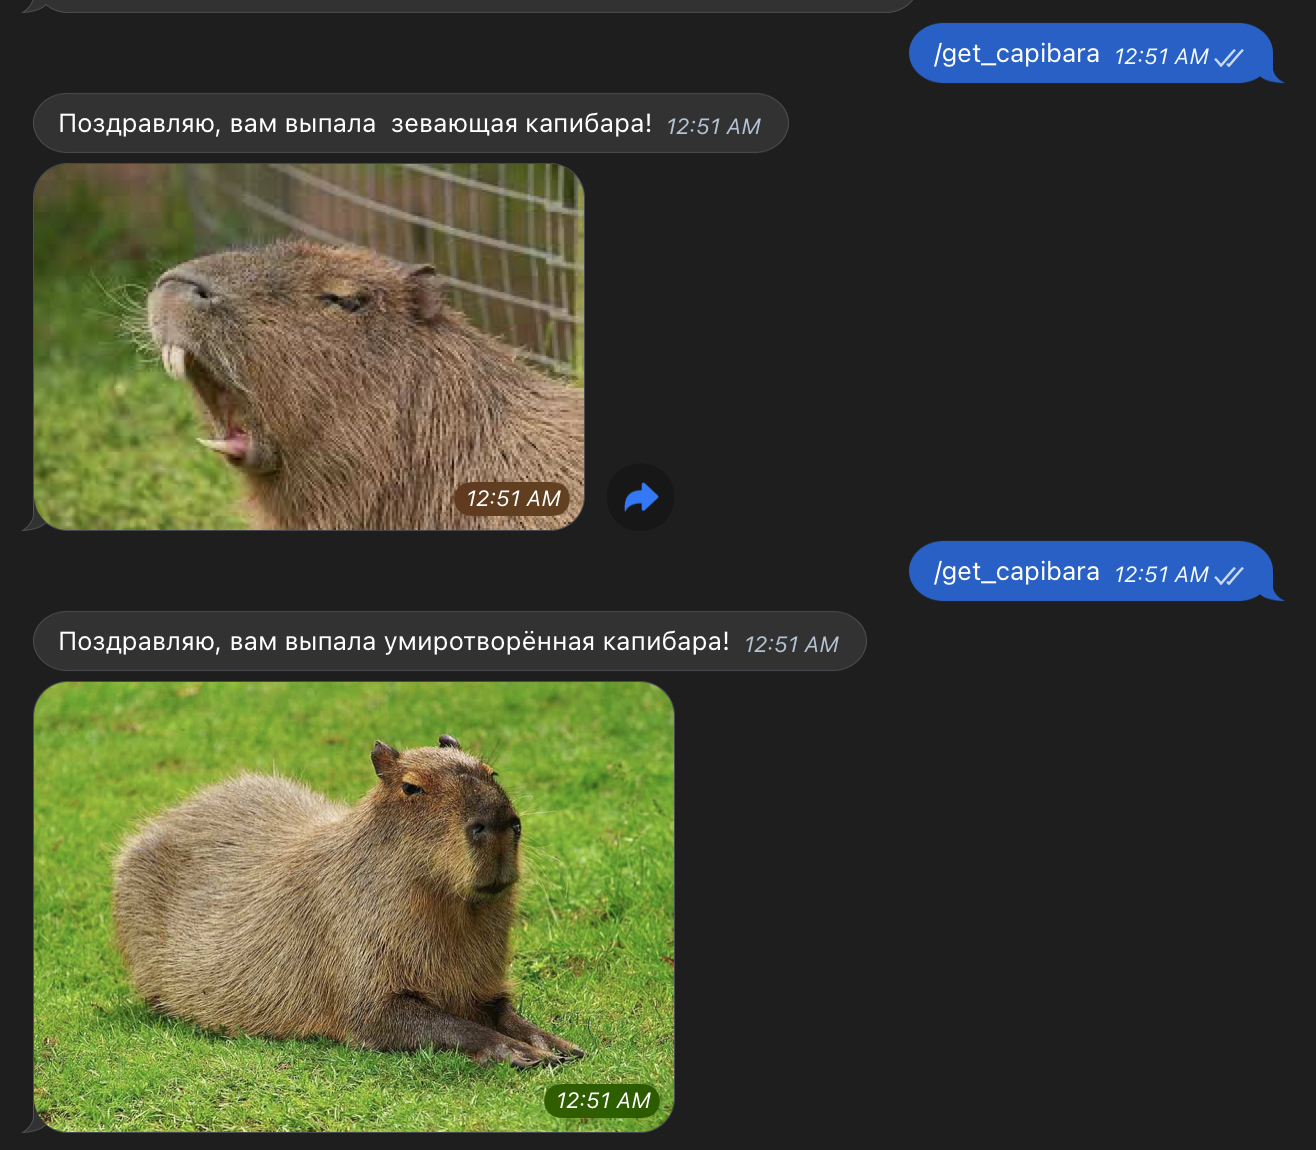 /get_capibara 12:51 AM
Поздравляю, вам выпала  зевающая капибара! 12:51 AM
12:51 AM
/get_capibara 12:51 AM
Поздравляю, вам выпала умиротворённая капибара! 12:51 AM
12:51 AM